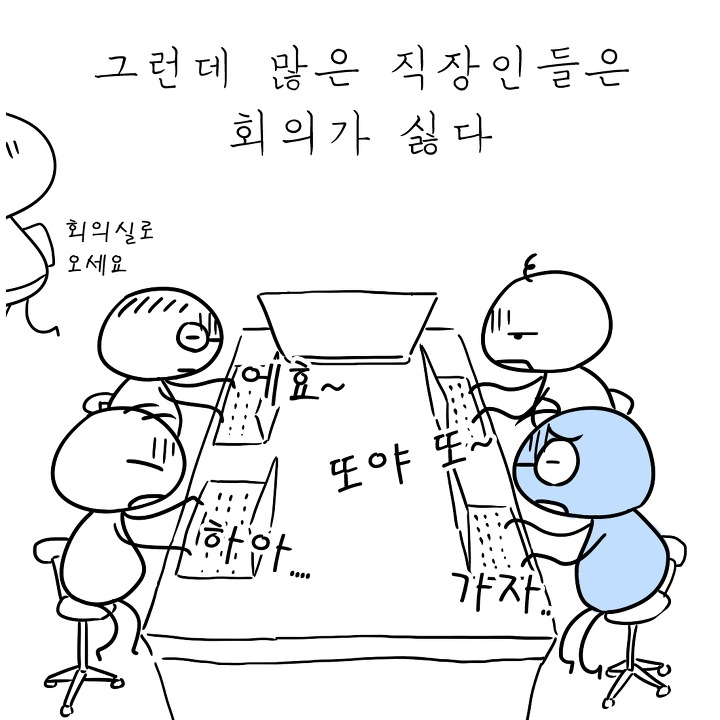 그런데 많은 직장인들은
회의가 싫다
회의실로
오세요
에효~
또야 또~
하아....
가자..